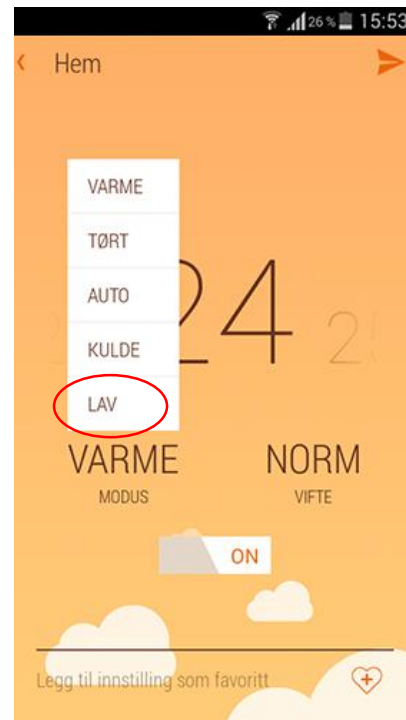 26% 15:53
Hem
VARME
TØRT
AUTO
KULDE
LAV
24 2
VARME NORM
MODUS VIFTE
ON
Legg til innstilling som favoritt